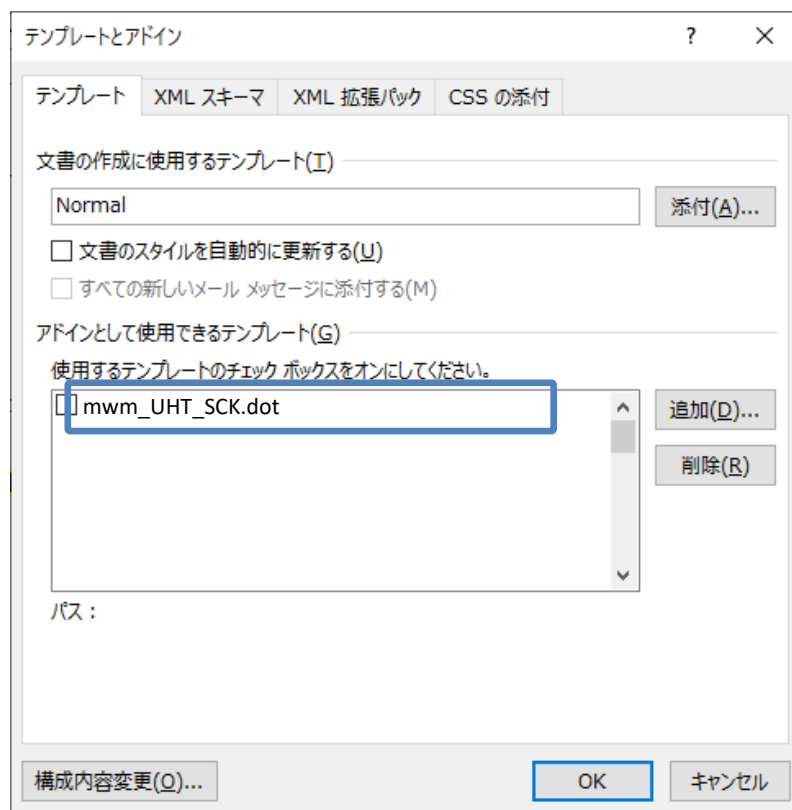 テンプレートとアドイン ? ×
テンプレート XML スキーマ XML 拡張パック CSS の添付
文書の作成に使用するテンプレート(T)
Normal 添付(A)...
文書のスタイルを自動的に更新する(U)
すべての新しいメール メッセージに添付する(M)
アドインとして使用できるテンプレート(G)
使用するテンプレートのチェック ボックスをオンにしてください。
mwm_UHT_SCK.dot 追加(D)...
削除(R)
パス :
構成内容変更(O)... OK キャンセル